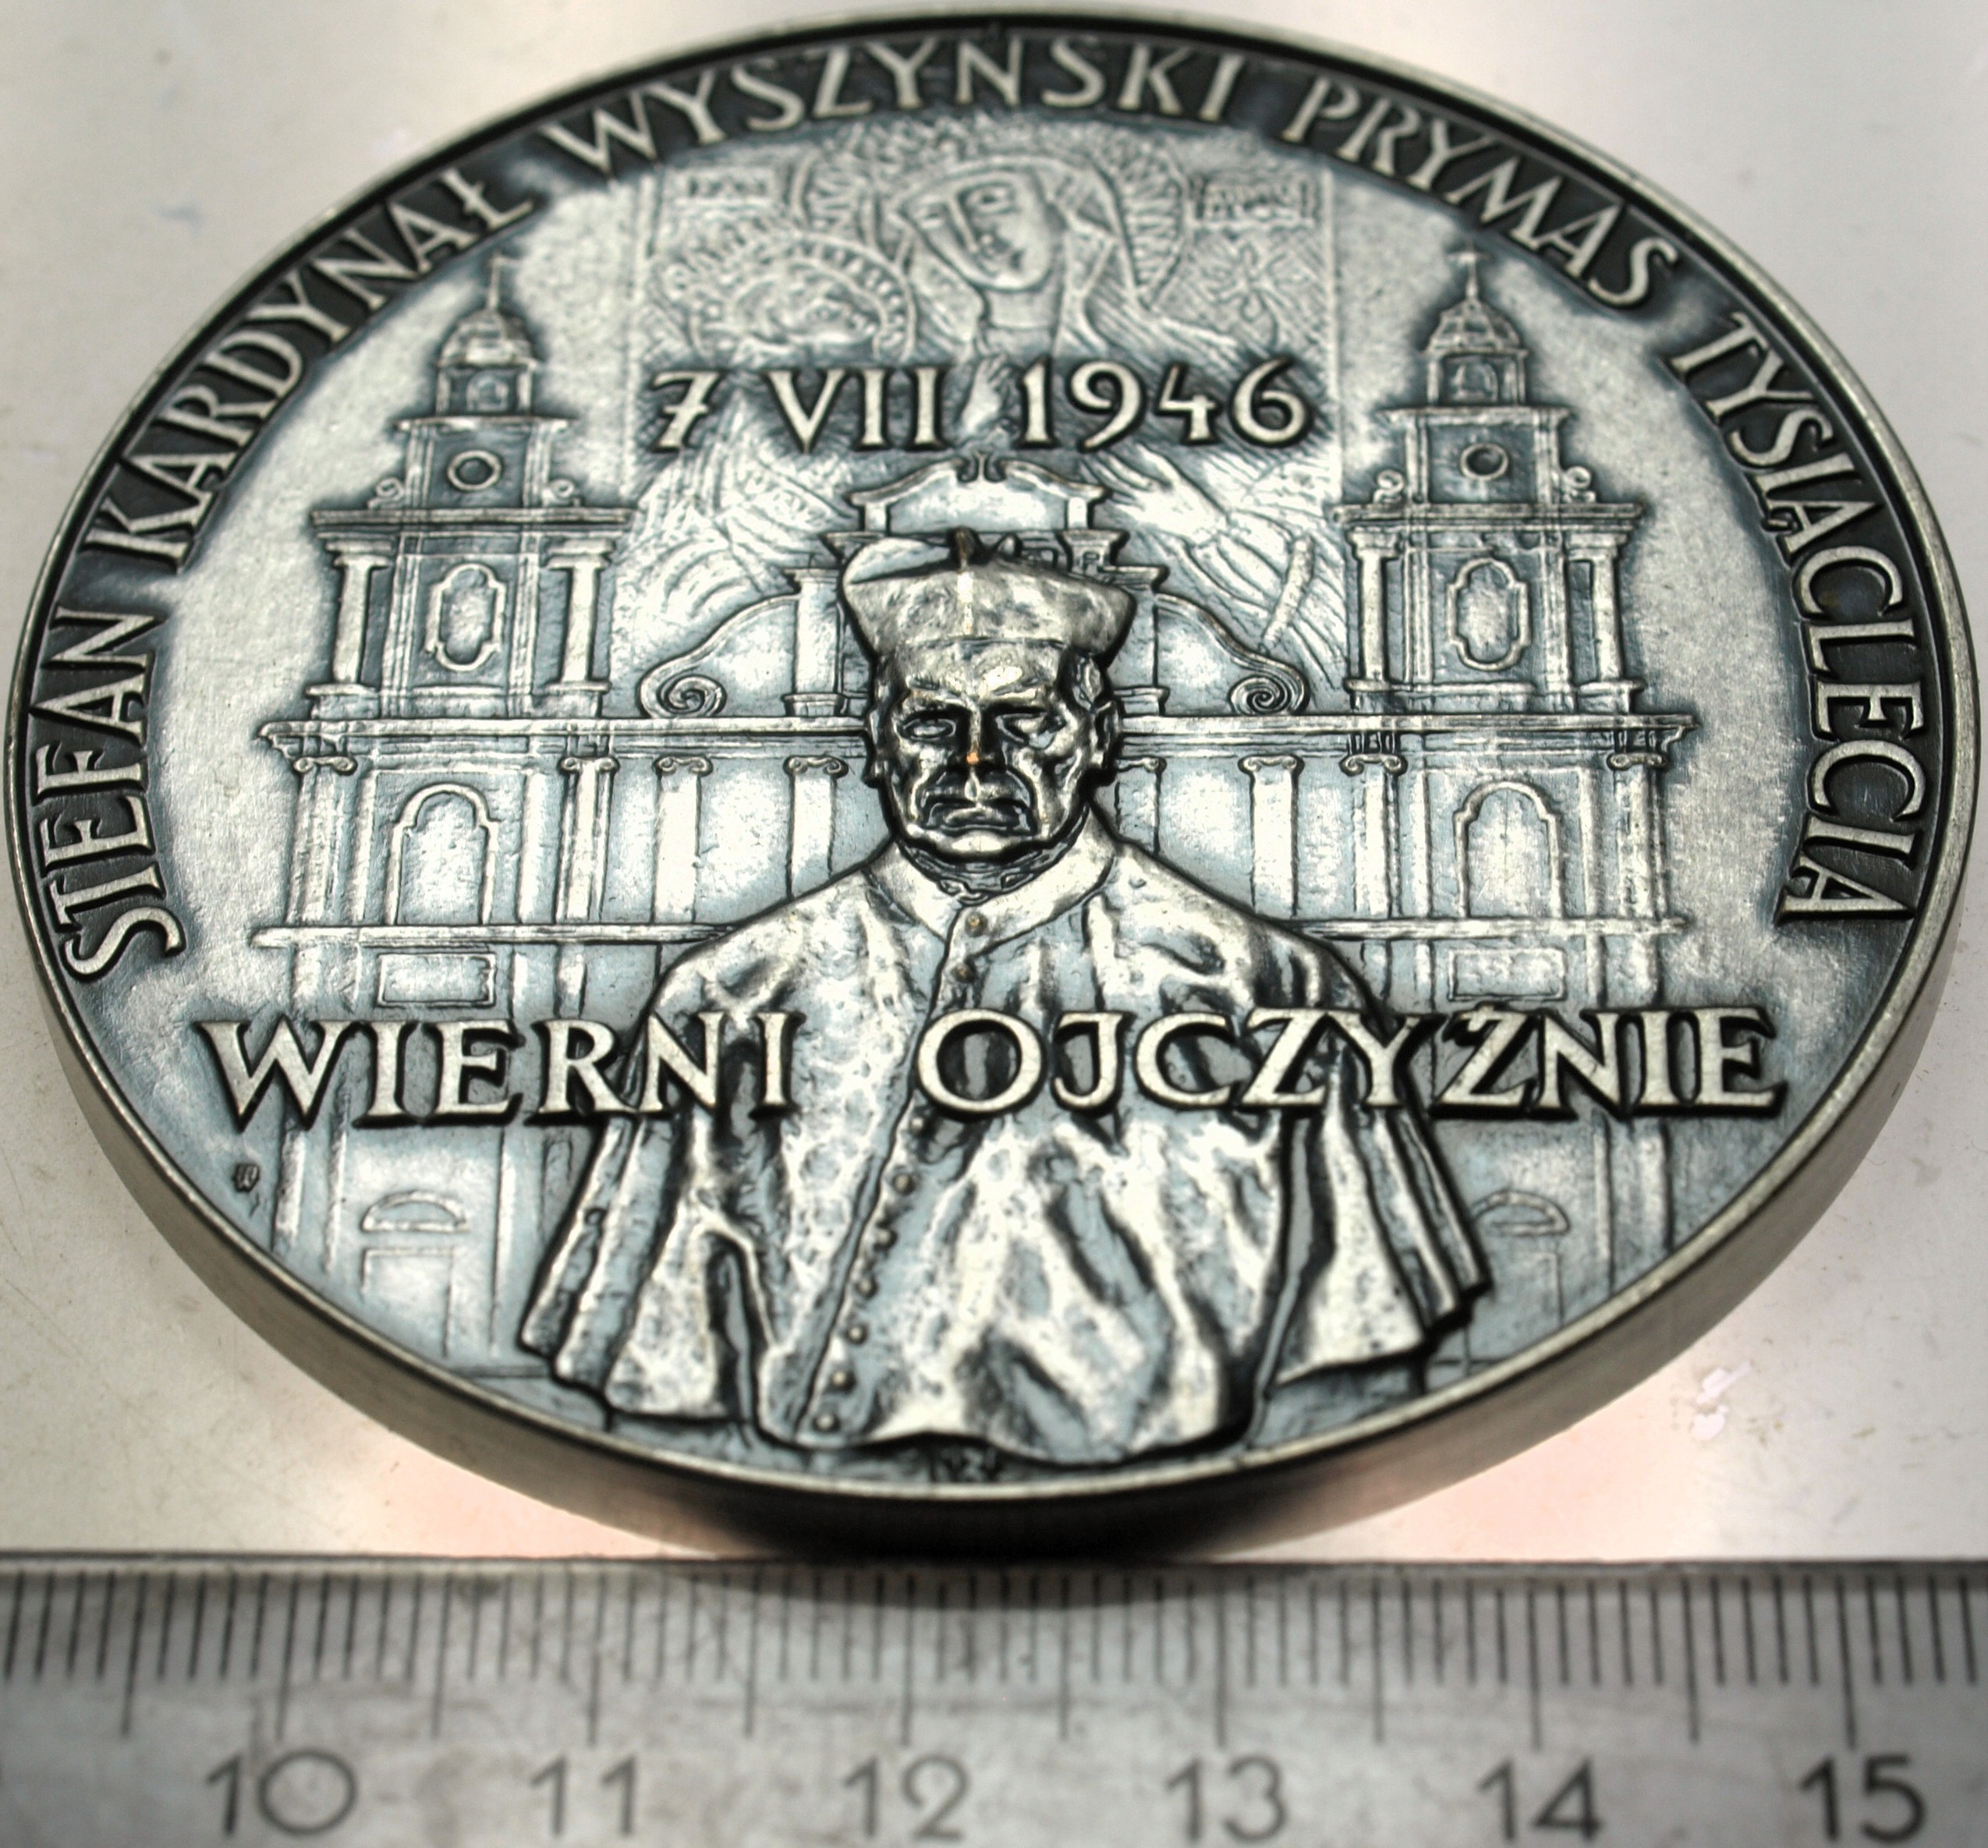 STEFAN KARDYNAŁ WYSZYŃSKI PRYMAS TYSIĄCLECIA
7 VII 1946
WIERNI OJCZYŹNIE
10 11 12 13 14 15